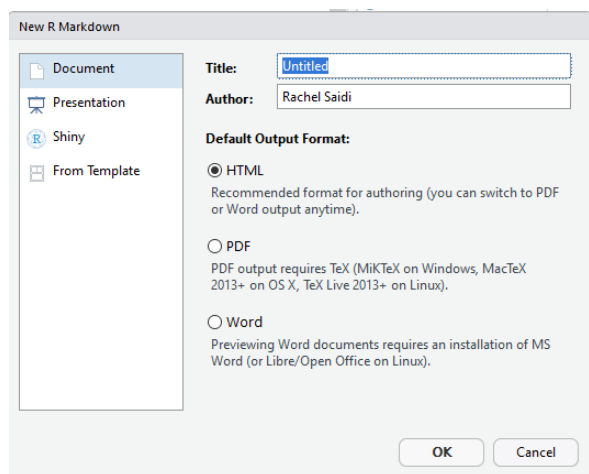 New R Markdown
Document
Presentation
R Shiny
From Template
Title: Untitled
Author: Rachel Saidi
Default Output Format:
HTML
Recommended format for authoring (you can switch to PDF
or Word output anytime).
PDF
PDF output requires TeX (MiKTeX on Windows, MacTeX
2013+ on OS X, TeX Live 2013+ on Linux).
Word
Previewing Word documents requires an installation of MS
Word (or Libre/Open Office on Linux).
OK Cancel